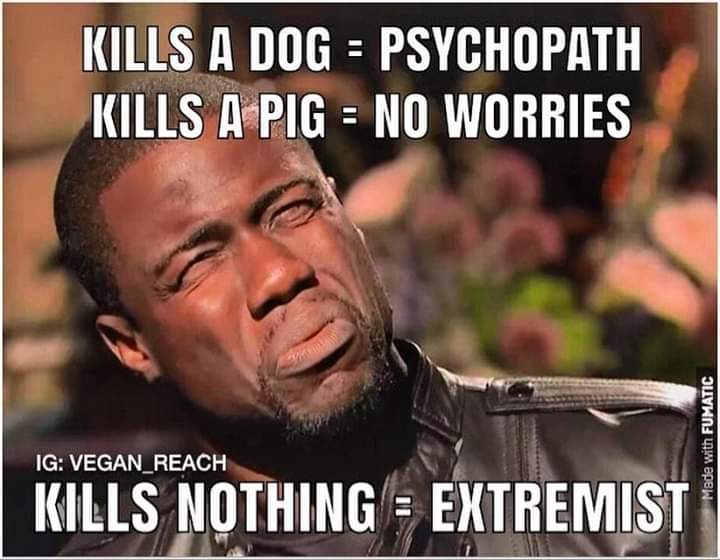 KILLS A DOG = PSYCHOPATH
KILLS A PIG = NO WORRIES
IG: VEGAN_REACH
KILLS NOTHING = EXTREMIST
Made with FUMATIC